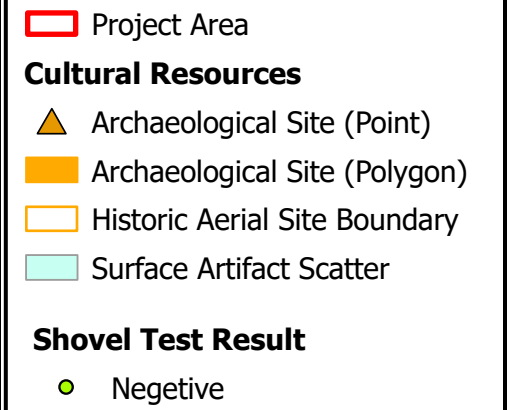 Project Area
Cultural Resources
Archaeological Site (Point)
Archaeological Site (Polygon)
Historic Aerial Site Boundary
Surface Artifact Scatter
Shovel Test Result
Negetive